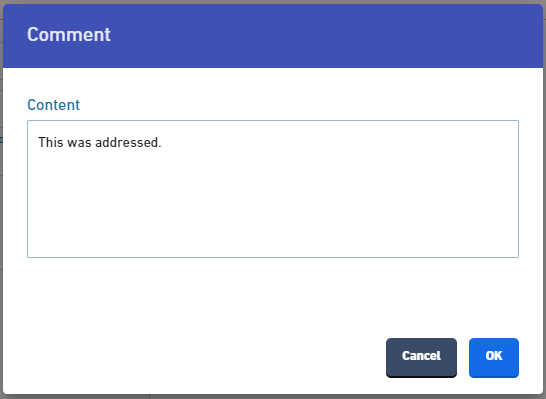 Comment
Content
This was addressed.
Cancel
OK